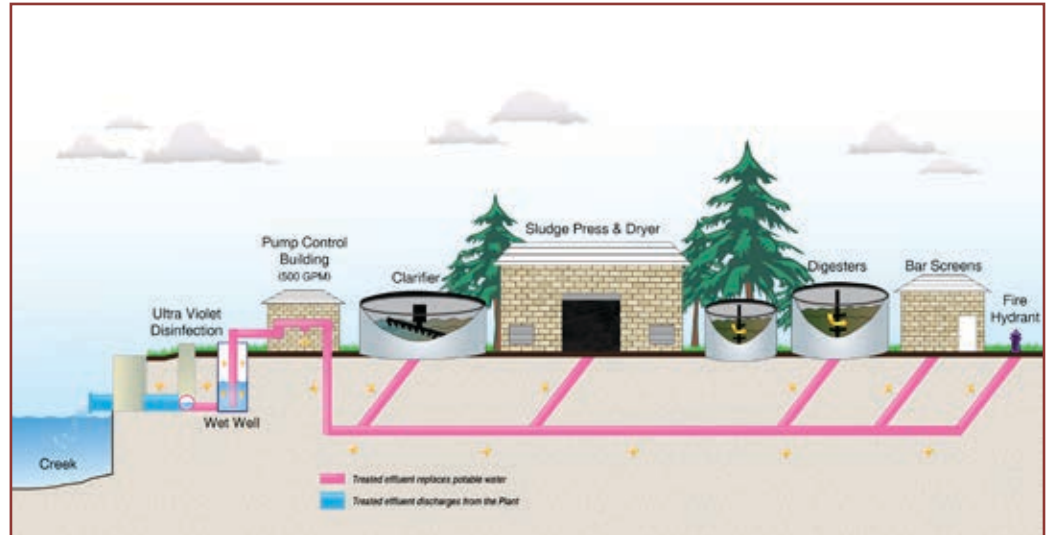 Pump Control
Building
(500 GPM)
Clarifier
Sludge Press & Dryer
Digesters
Bar Screens
Fire
Hydrant
Ultra Violet
Disinfection
Wet Well
Creek
Treated effluent replaces potable water
Treated effluent discharges from the Plant